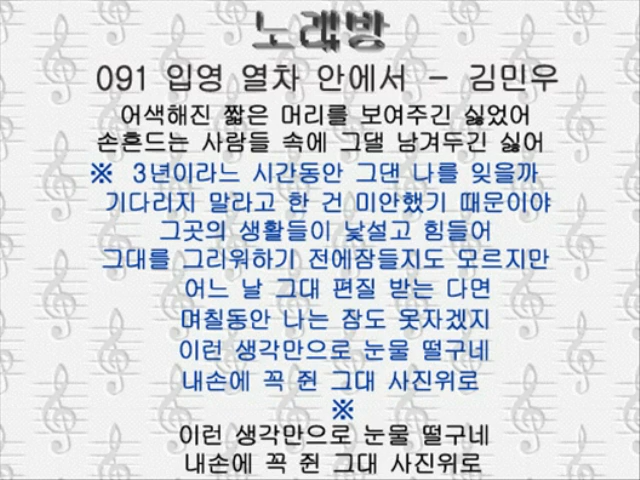 노래방
091 입영 열차 안에서 - 김민우
어색해진 짧은 머리를 보여주긴 싫었어
손흔드는 사람들 속에 그댈 남겨두긴 싫어
※ 3년이라느 시간동안 그댄 나를 잊을까
기다리지 말라고 한 건 미안했기 때문이야
그곳의 생활들이 낯설고 힘들어
그대를 그리워하기 전에잠들지도 모르지만
어느 날 그대 편질 받는 다면
며칠동안 나는 잠도 못자겠지
이런 생각만으로 눈물 떨구네
내손에 꼭 쥔 그대 사진위로
※
이런 생각만으로 눈물 떨구네
내손에 꼭 쥔 그대 사진위로